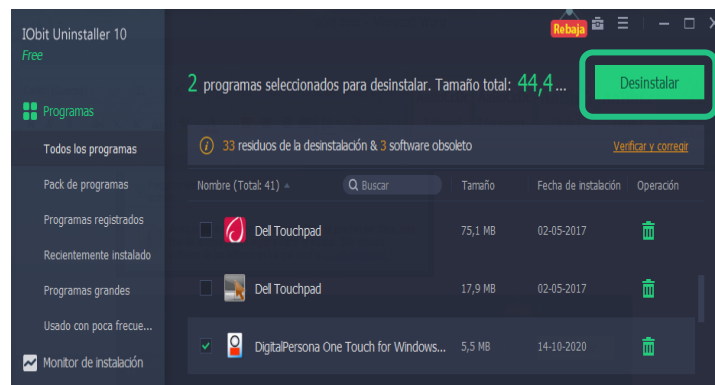 IObit Uninstaller 10
Free
Rebaja
2 programas seleccionados para desinstalar. Tamaño total: 44,4...
Desinstalar
Programas
33 residuos de la desinstalación & 3 software obsoleto
Verificar y corregir
Todos los programas
Pack de programas
Programas registrados
Recientemente instalado
Programas grandes
Usado con poca frecue...
Monitor de instalación
Nombre (Total: 41)
Buscar
Tamaño
Fecha de instalación
Operación
Dell Touchpad
75,1 MB
02-05-2017
Dell Touchpad
17,9 MB
02-05-2017
DigitalPersona One Touch for Windows...
5,5 MB
14-10-2020